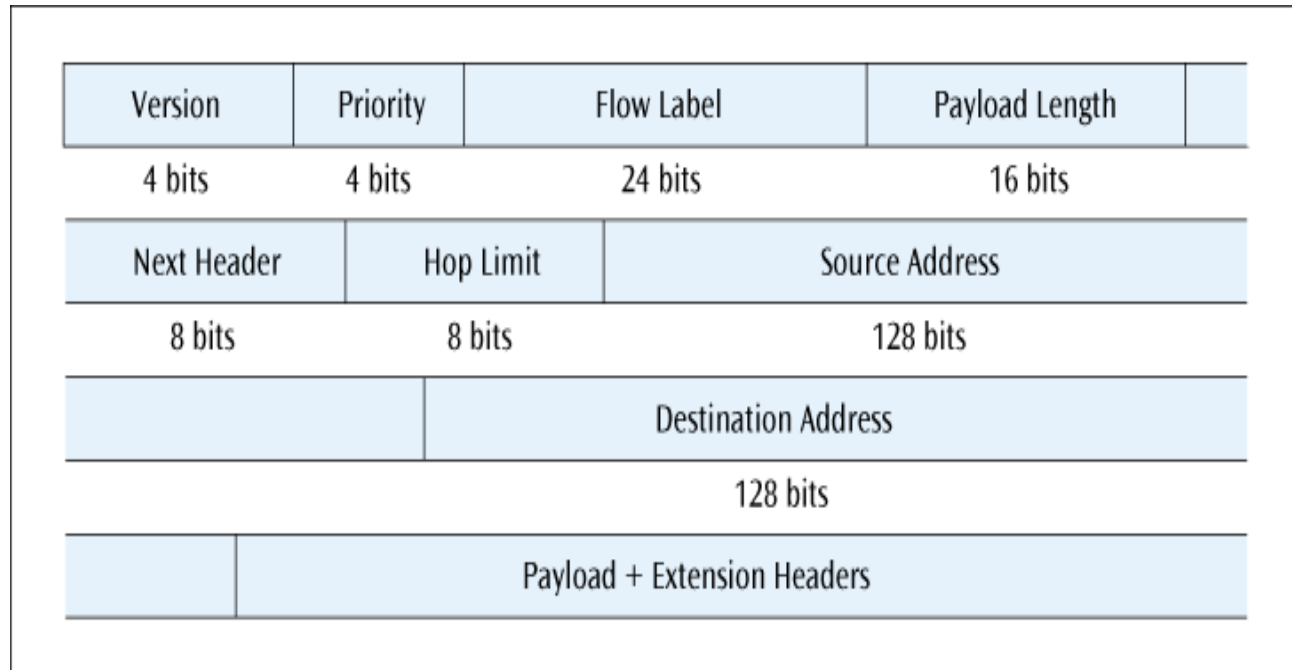 Version Priority Flow Label Payload Length
4 bits 4 bits 24 bits 16 bits
Next Header Hop Limit Source Address
8 bits 8 bits 128 bits
Destination Address
128 bits
Payload + Extension Headers